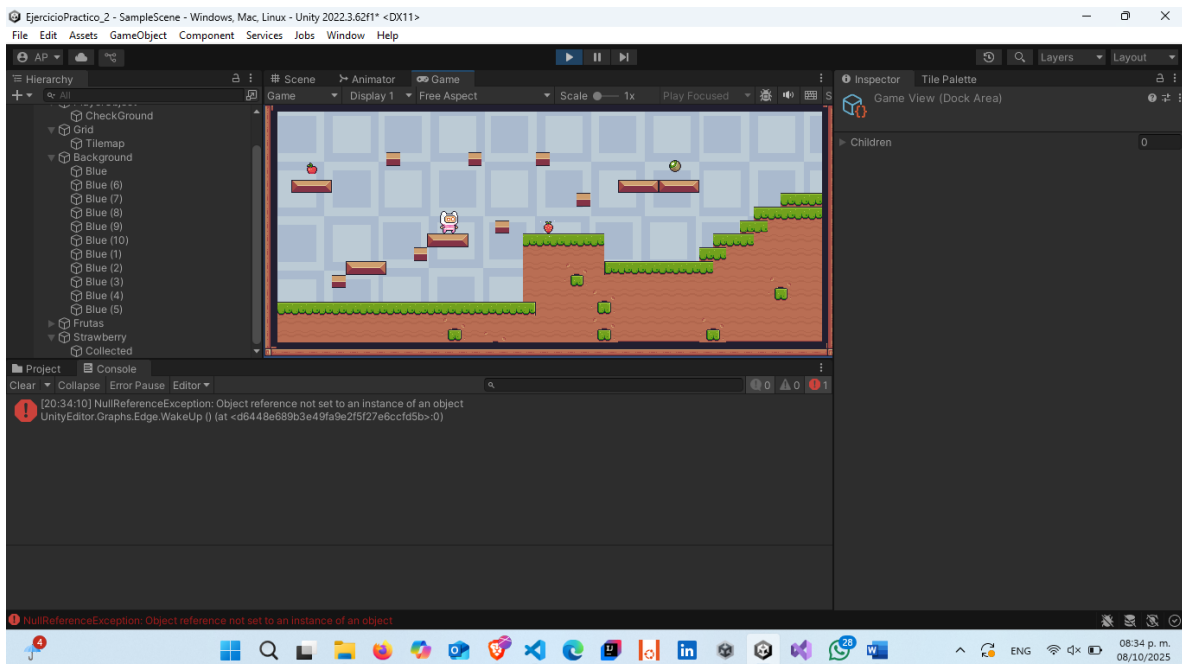 EjercicioPractico_2 - SampleScene - Windows, Mac, Linux - Unity 2022.3.62f1* <DX11>
File Edit Assets GameObject Component Services Jobs Window Help
AP Layers Layout
Hierarchy
All
CheckGround
Grid
Tilemap
Background
Blue
Blue (6)
Blue (7)
Blue (8)
Blue (9)
Blue (10)
Blue (1)
Blue (2)
Blue (3)
Blue (4)
Blue (5)
Frutas
Strawberry
Collected
Scene Animator Game
Game Display 1 Free Aspect Scale 1x Play Focused S
Inspector Tile Palette
Game View (Dock Area)
Children 0
Project Console
Clear Collapse Error Pause Editor 0 0 1
[20:34:10] NullReferenceException: Object reference not set to an instance of an object
UnityEditor.Graphs.Edge.WakeUp () (at <d6448e689b3e49fa9e2f5f27e6ccfd5b>:0)
NullReferenceException: Object reference not set to an instance of an object
4 28 ENG 08:34 p. m.
08/10/2025